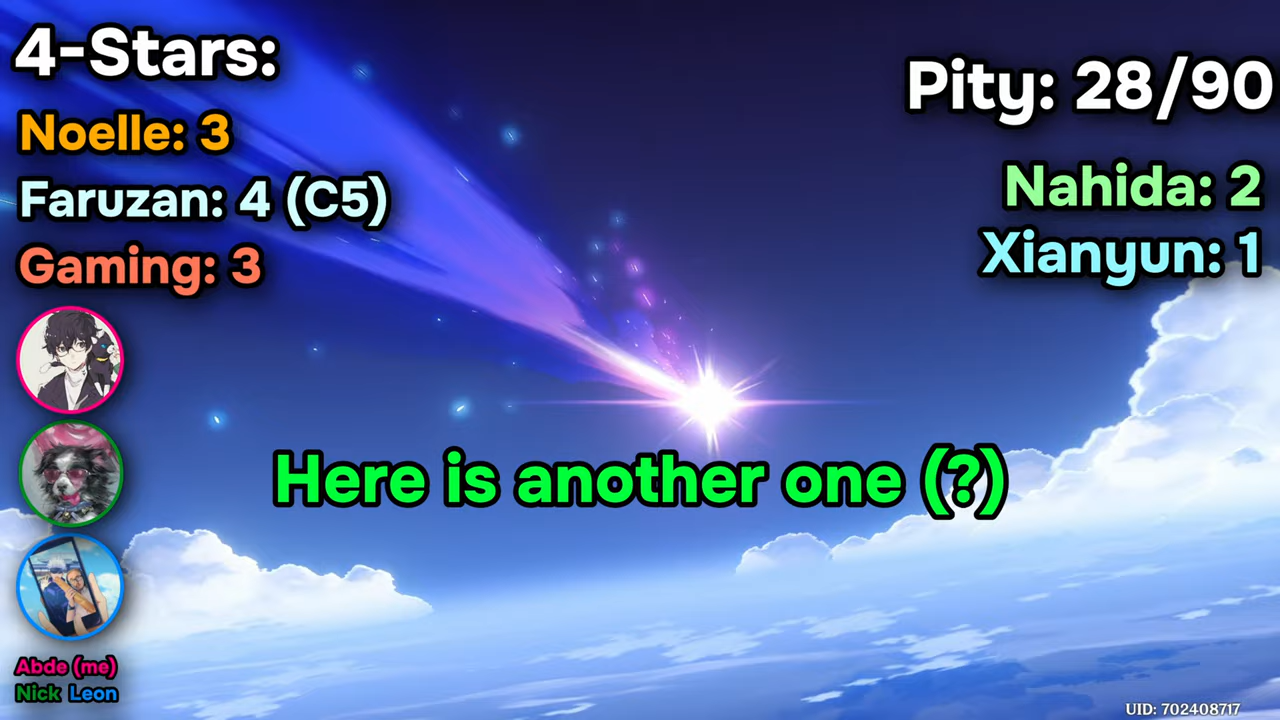 4-Stars:
Noelle: 3
Faruzan: 4 (C5)
Gaming: 3
Pity: 28/90
Nahida: 2
Xianyun: 1
Here is another one (?)
Abde (me)
Nick Leon
UID: 702408717